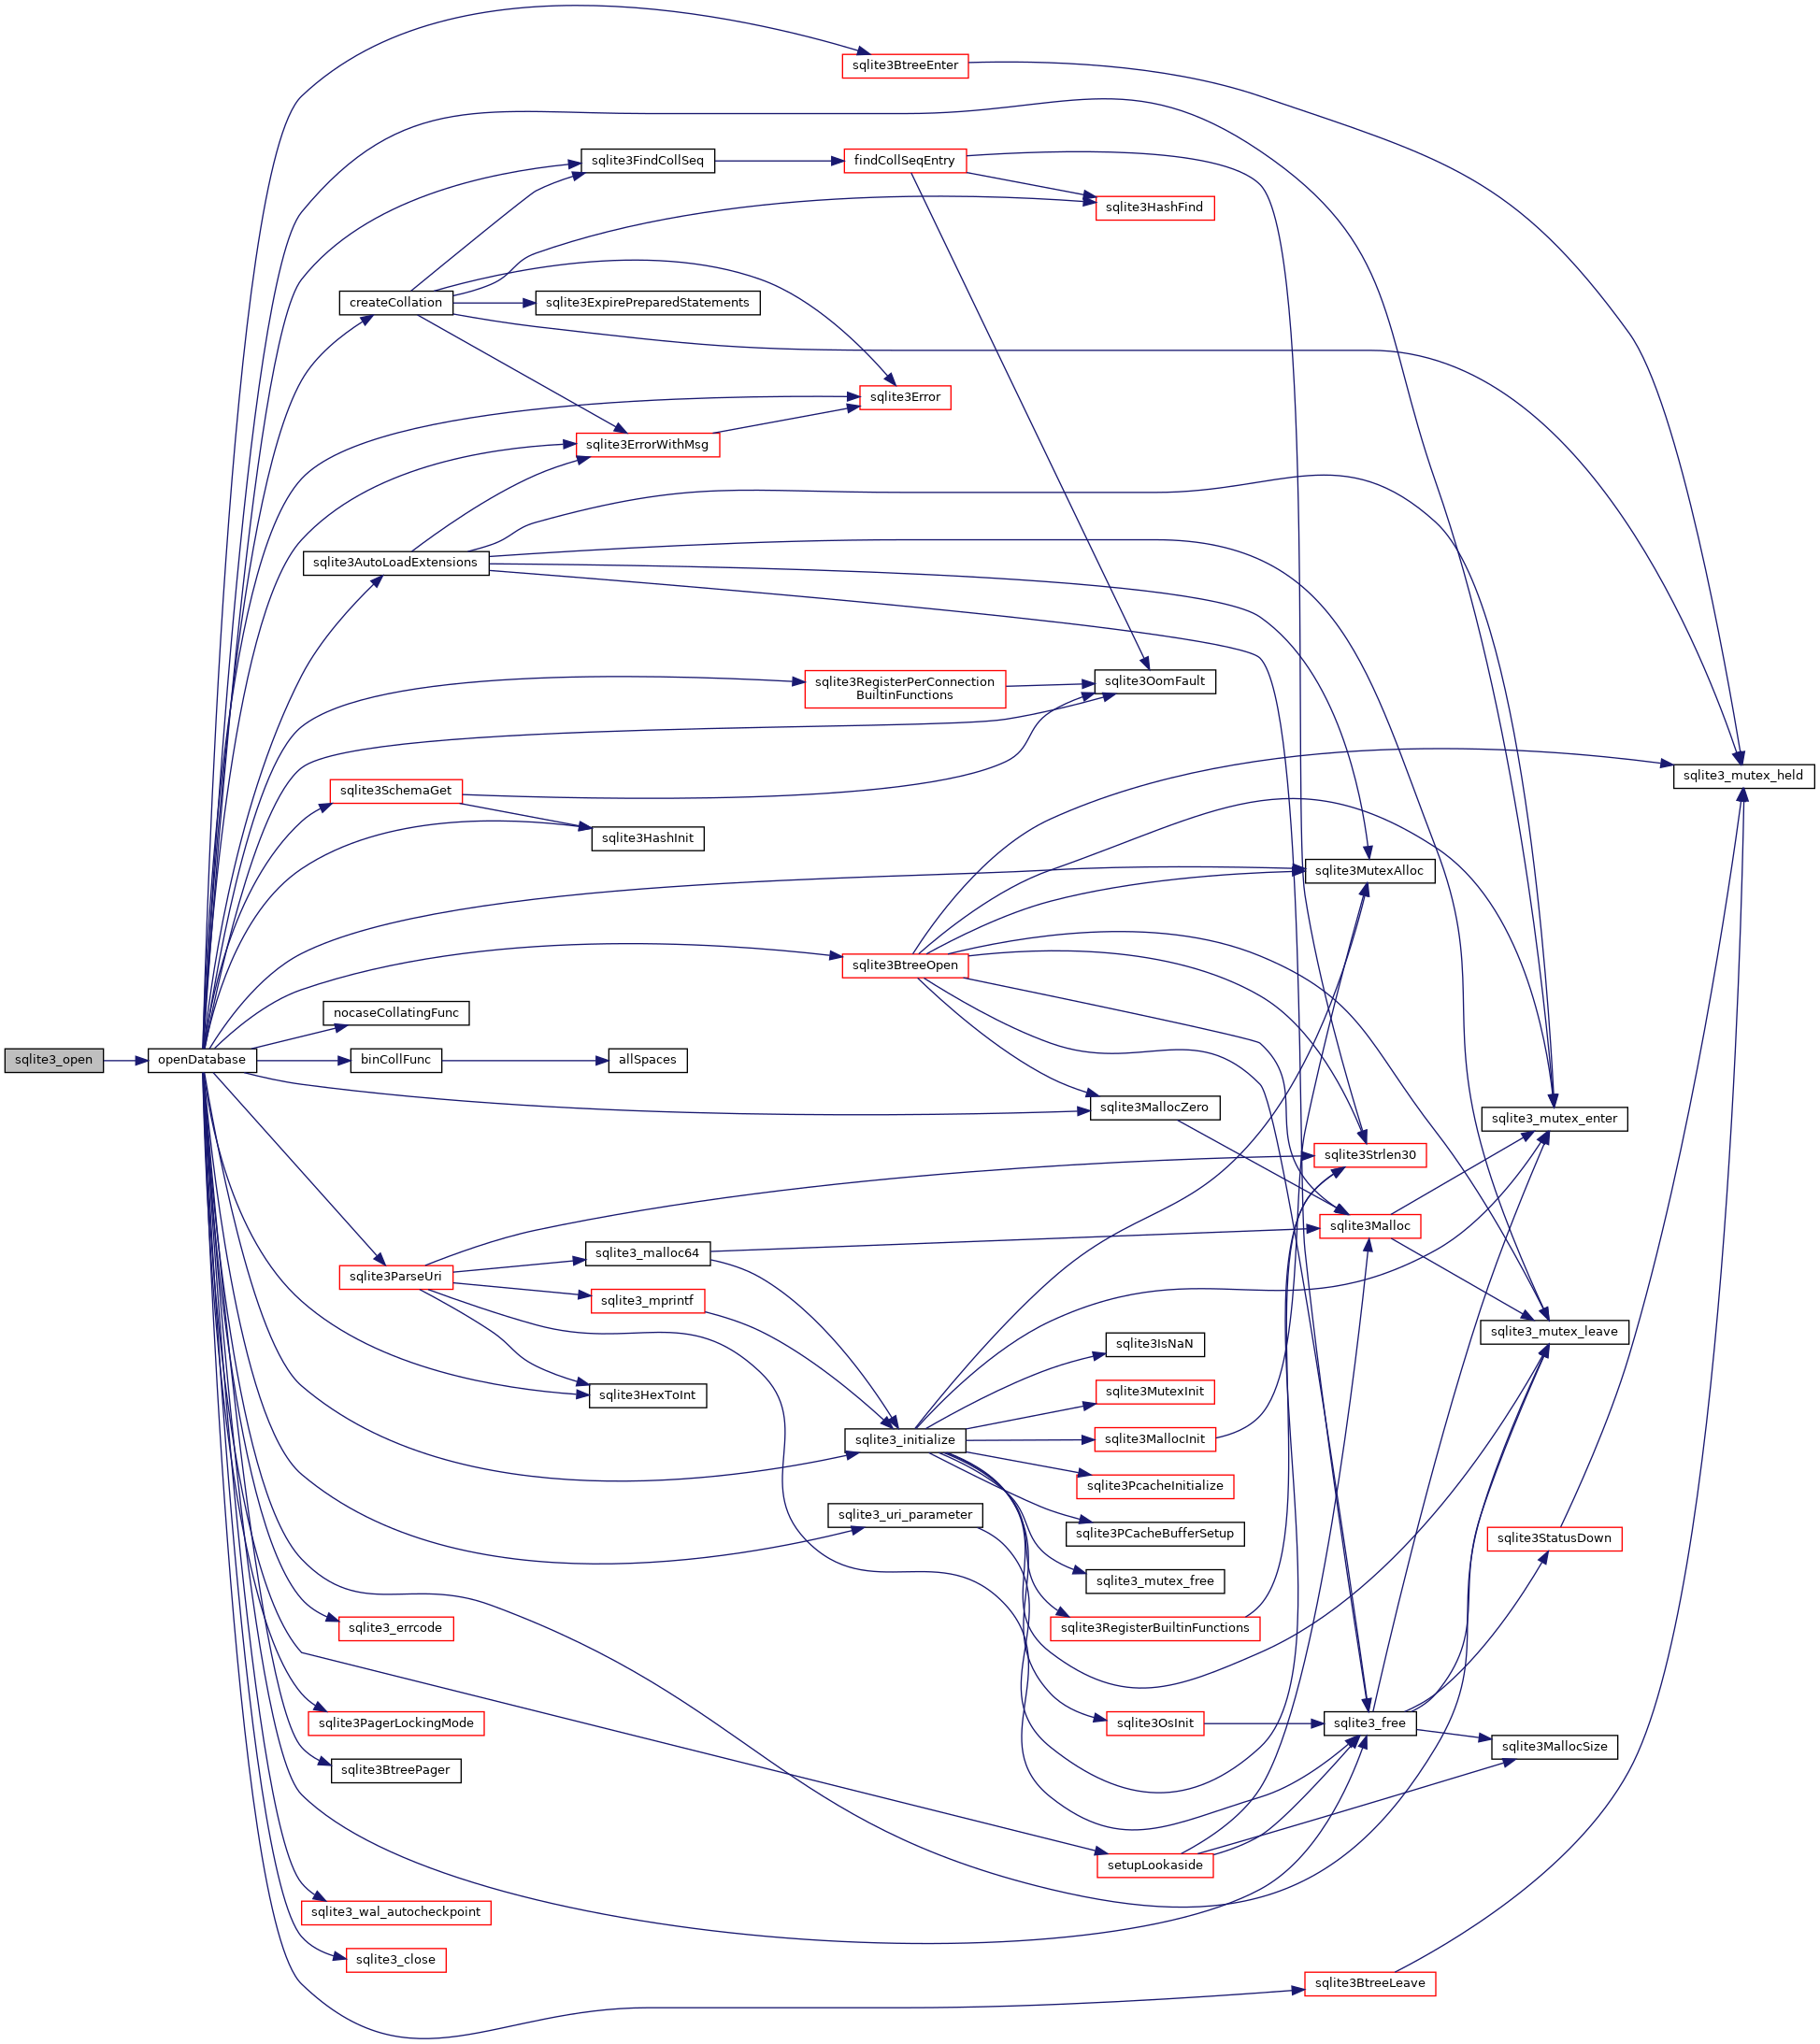 sqlite3BtreeEnter
sqlite3FindCollSeq
findCollSeqEntry
sqlite3HashFind
createCollation
sqlite3ExpirePreparedStatements
sqlite3Error
sqlite3ErrorWithMsg
sqlite3AutoLoadExtensions
sqlite3RegisterPerConnection
BuiltinFunctions
sqlite3OomFault
sqlite3_mutex_held
sqlite3SchemaGet
sqlite3HashInit
sqlite3MutexAlloc
sqlite3BtreeOpen
nocaseCollatingFunc
sqlite3_open
openDatabase
binCollFunc
allSpaces
sqlite3MallocZero
sqlite3_mutex_enter
sqlite3Strlen30
sqlite3Malloc
sqlite3_malloc64
sqlite3ParseUri
sqlite3_mprintf
sqlite3_mutex_leave
sqlite3IsNaN
sqlite3HexToInt
sqlite3MutexInit
sqlite3_initialize
sqlite3MallocInit
sqlite3PcacheInitialize
sqlite3_uri_parameter
sqlite3PCacheBufferSetup
sqlite3StatusDown
sqlite3_mutex_free
sqlite3_errcode
sqlite3RegisterBuiltinFunctions
sqlite3PagerLockingMode
sqlite3OsInit
sqlite3_free
sqlite3MallocSize
sqlite3BtreePager
setupLookaside
sqlite3_wal_autocheckpoint
sqlite3_close
sqlite3BtreeLeave